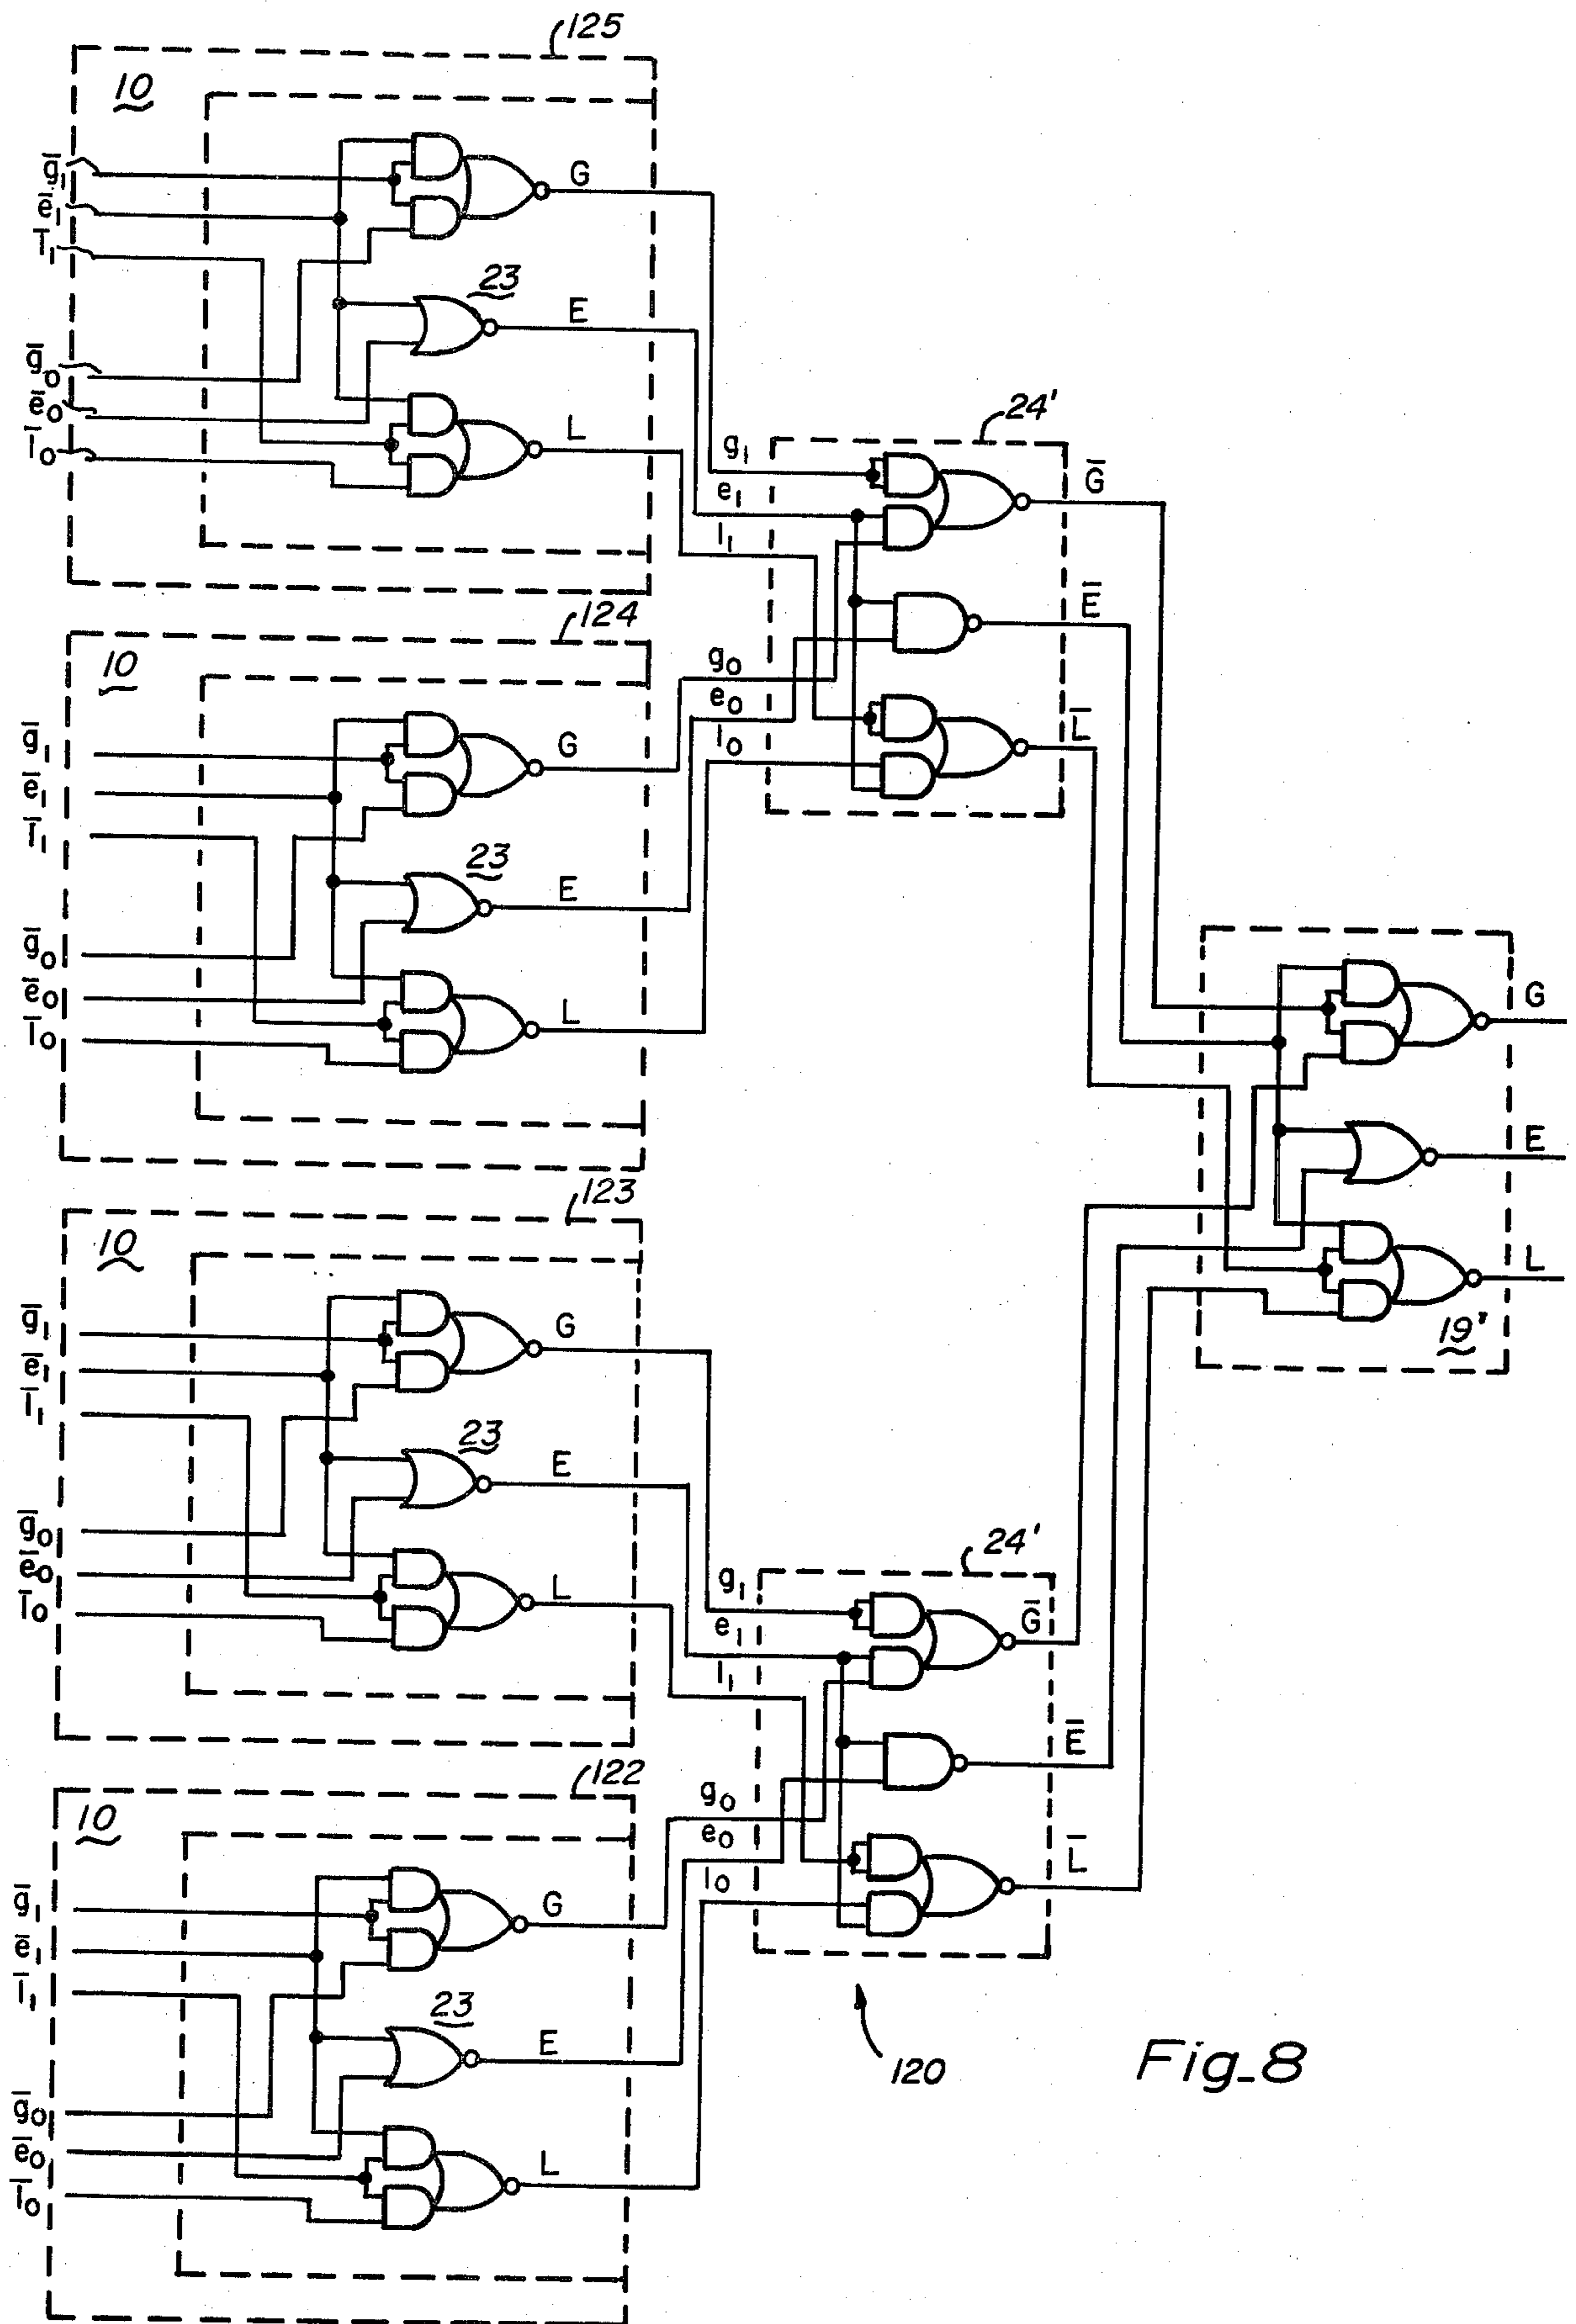 125
10
g̅₁
e̅₁
l̅₁
g̅₀
e̅₀
l̅₀
G
23
E
L
124
10
g̅₁
e̅₁
l̅₁
g̅₀
e̅₀
l̅₀
G
23
E
L
24'
g₁
e₁
l₁
g₀
e₀
l₀
G̅
E̅
L̅
G
E
L
19'
123
10
g̅₁
e̅₁
l̅₁
g̅₀
e̅₀
l̅₀
G
23
E
L
24'
g₁
e₁
l₁
g₀
e₀
l₀
G̅
E̅
L̅
122
10
g̅₁
e̅₁
l̅₁
g̅₀
e̅₀
l̅₀
G
23
E
L
120
Fig_8